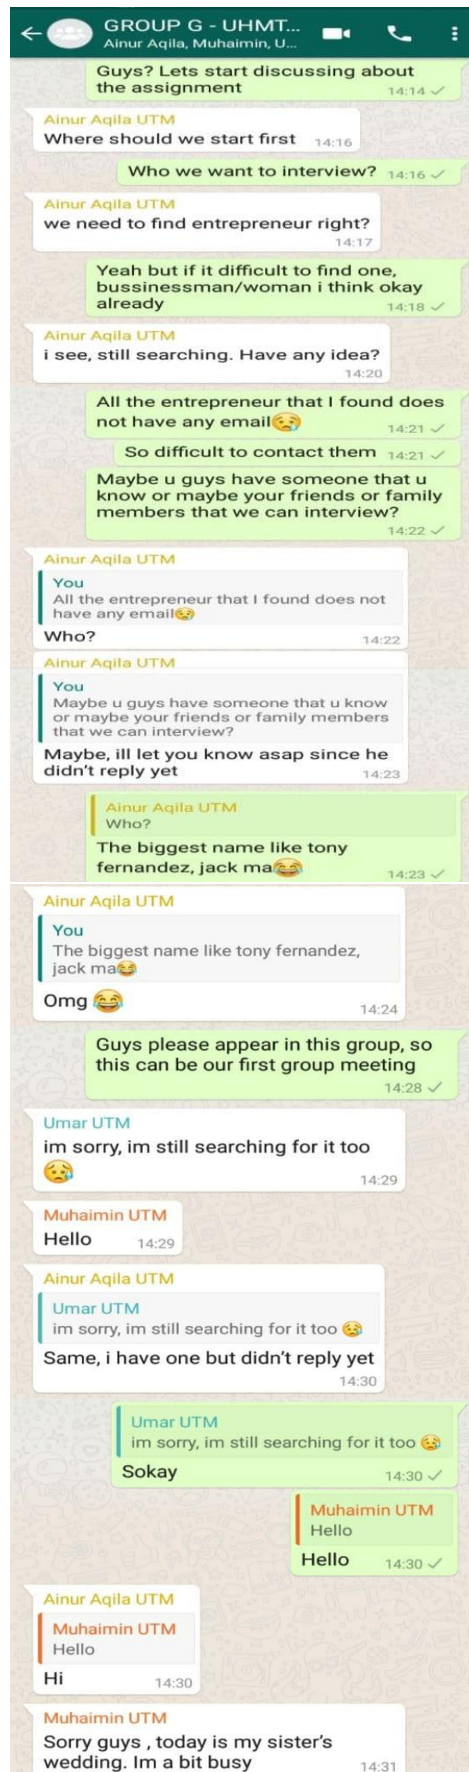 GROUP G - UHMT...
Ainur Aqila, Muhaimin, U...
Guys? Lets start discussing about
the assignment
14:14
Ainur Aqila UTM
Where should we start first
14:16
Who we want to interview?
14:16
Ainur Aqila UTM
we need to find entrepreneur right?
14:17
Yeah but if it difficult to find one,
bussinessman/woman i think okay
already
14:18
Ainur Aqila UTM
i see, still searching. Have any idea?
14:20
All the entrepreneur that I found does
not have any email😥
14:21
So difficult to contact them
14:21
Maybe u guys have someone that u
know or maybe your friends or family
members that we can interview?
14:22
Ainur Aqila UTM
You
All the entrepreneur that I found does not
have any email😥
Who?
14:22
Ainur Aqila UTM
You
Maybe u guys have someone that u know
or maybe your friends or family members
that we can interview?
Maybe, ill let you know asap since he
didn't reply yet
14:23
Ainur Aqila UTM
Who?
The biggest name like tony
fernandez, jack ma😂
14:23
Ainur Aqila UTM
You
The biggest name like tony fernandez,
jack ma😂
Omg 😂
14:24
Guys please appear in this group, so
this can be our first group meeting
14:28
Umar UTM
im sorry, im still searching for it too
😥
14:29
Muhaimin UTM
Hello
14:29
Ainur Aqila UTM
Umar UTM
im sorry, im still searching for it too 😥
Same, i have one but didn't reply yet
14:30
Umar UTM
im sorry, im still searching for it too 😥
Sokay
14:30
Muhaimin UTM
Hello
Hello
14:30
Ainur Aqila UTM
Muhaimin UTM
Hello
Hi
14:30
Muhaimin UTM
Sorry guys , today is my sister's
wedding. Im a bit busy
14:31